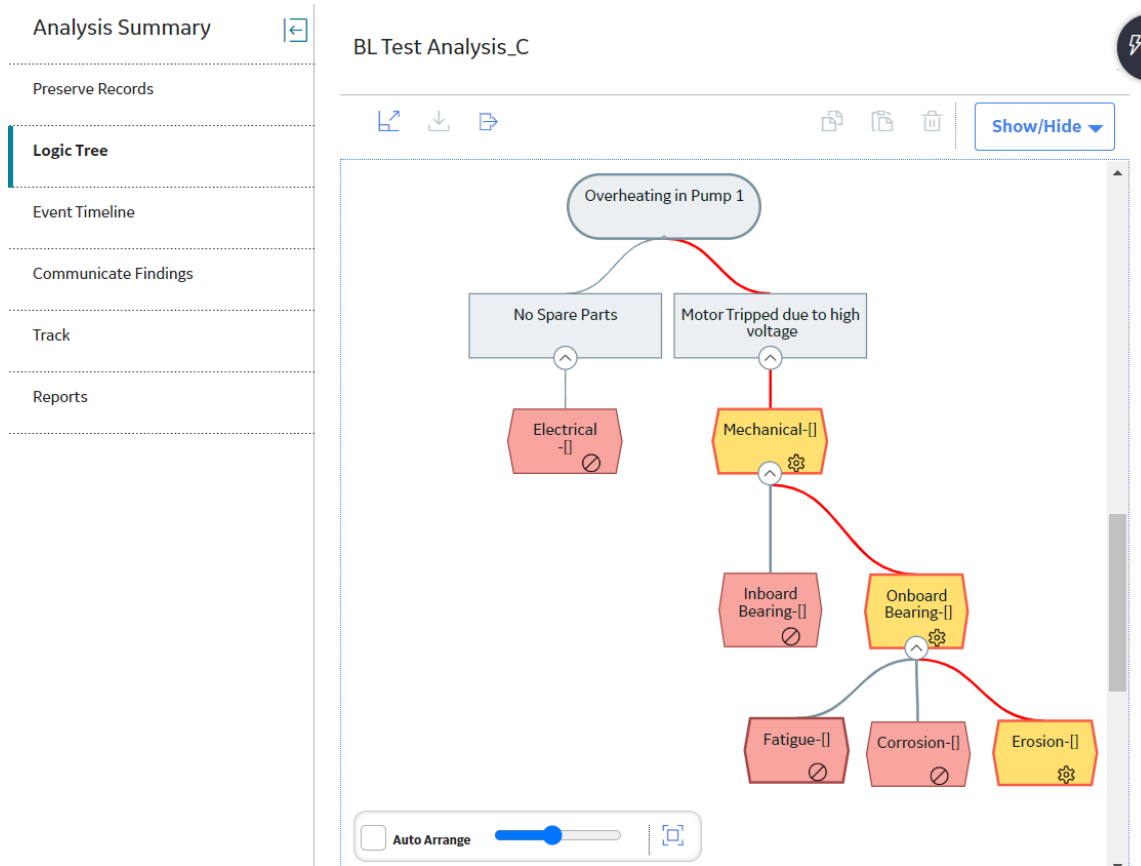 Analysis Summary
BL Test Analysis_C
Preserve Records
Logic Tree
Event Timeline
Communicate Findings
Track
Reports
Show/Hide
Overheating in Pump 1
No Spare Parts
Motor Tripped due to high
voltage
Electrical
-[]
Mechanical-[]
Inboard
Bearing-[]
Onboard
Bearing-[]
Fatigue-[]
Corrosion-[]
Erosion-[]
Auto Arrange